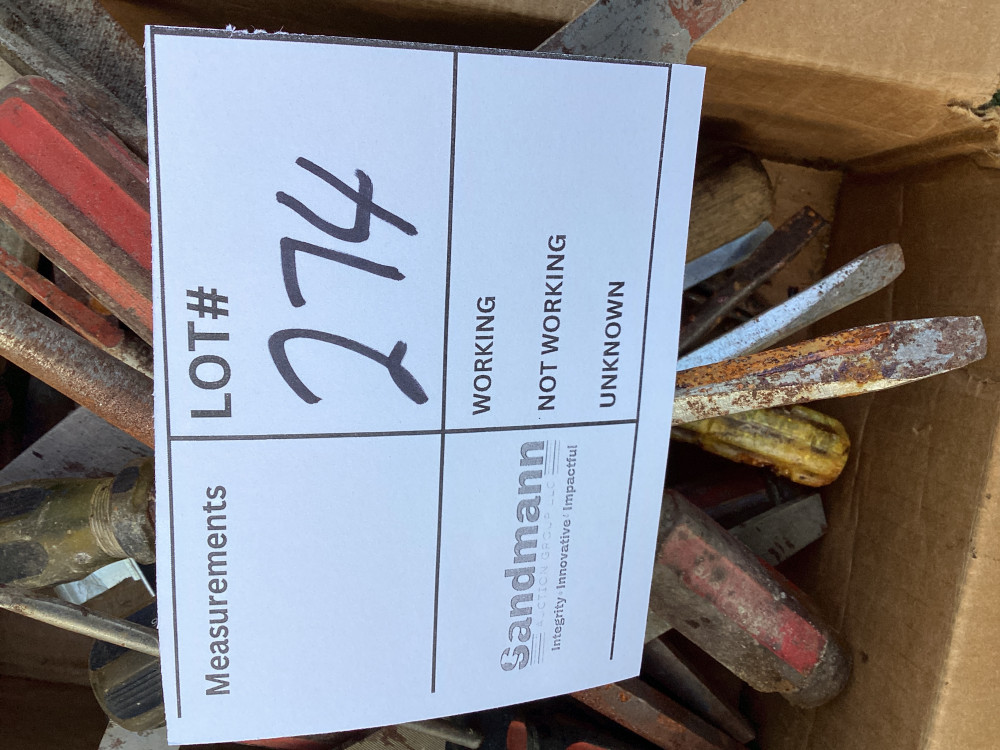 LOT#
274
WORKING
NOT WORKING
UNKNOWN
Measurements
Sandmann
AUCTION GROUP LLC
Integrity·Innovative·Impactful